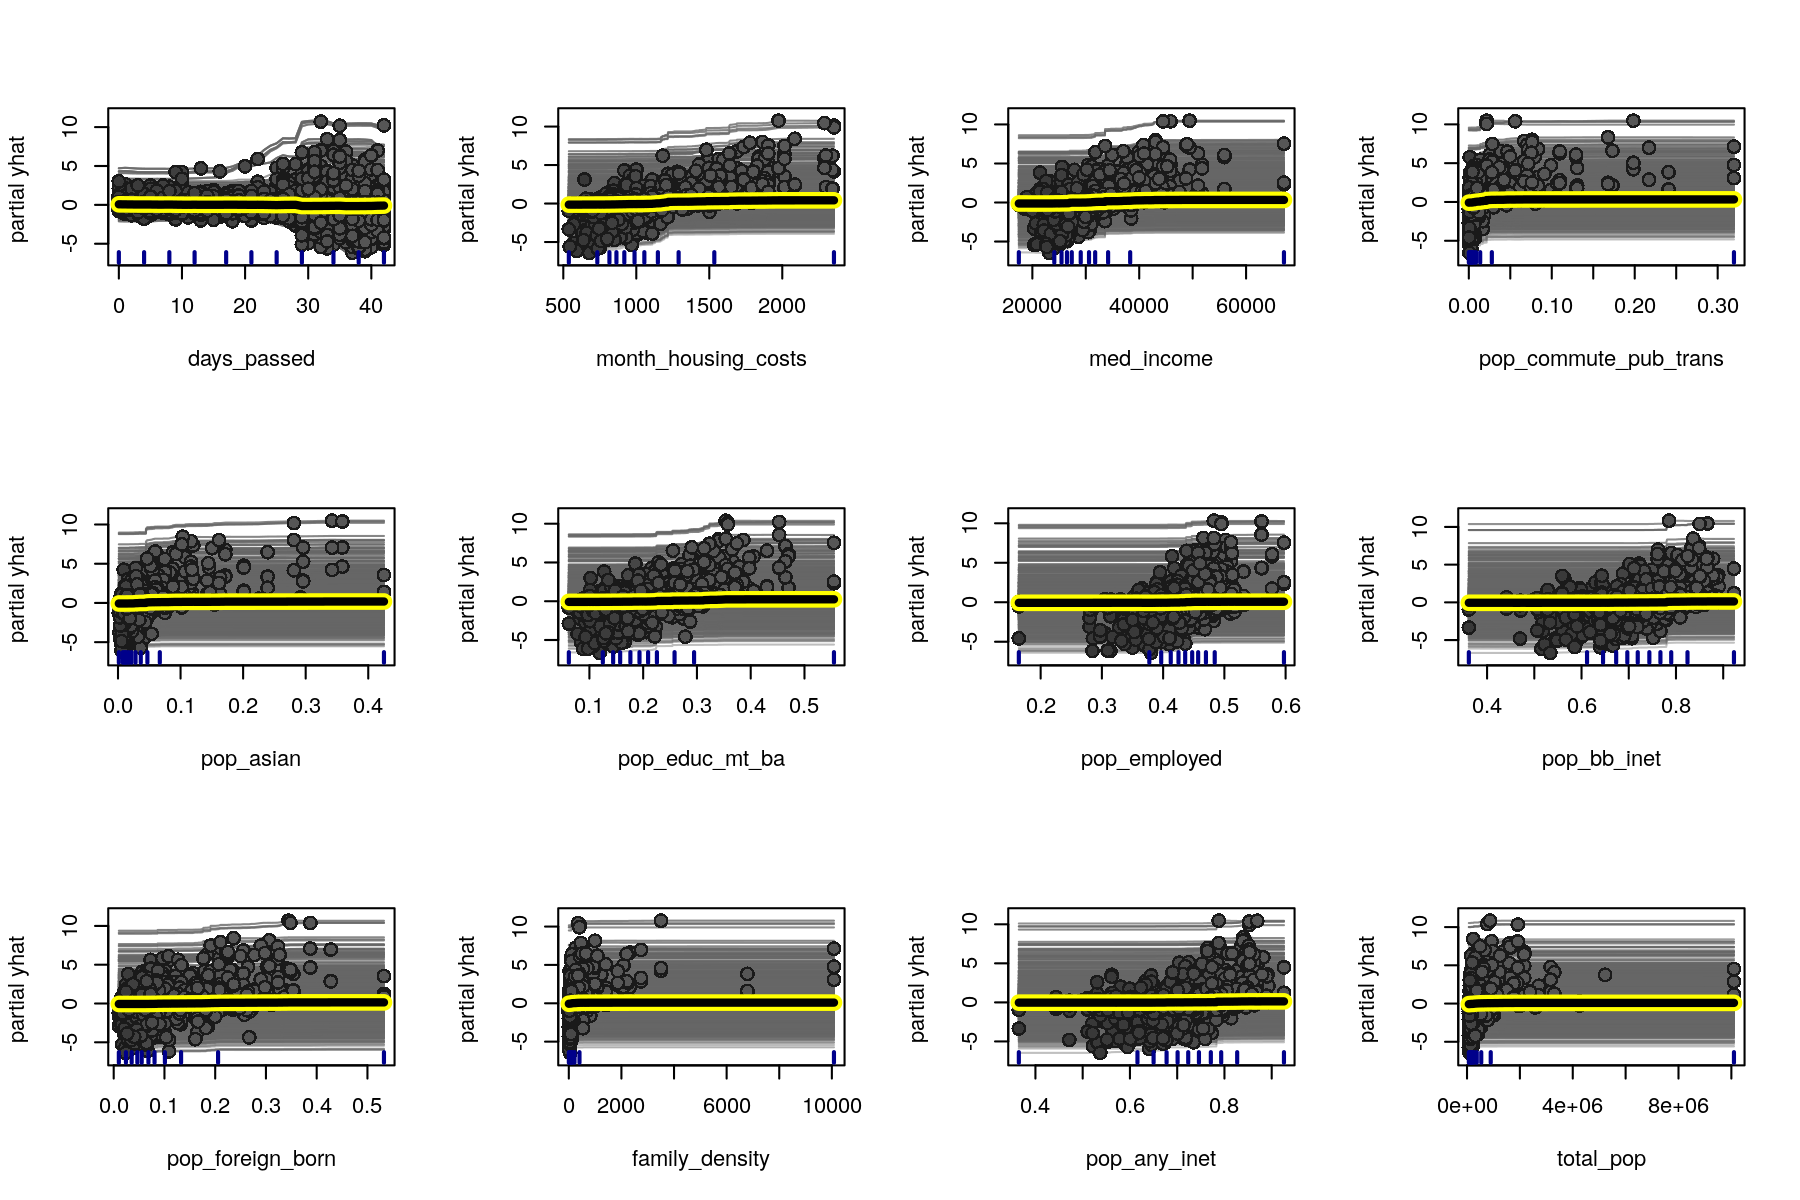 partial yhat
-5 0 5 10
0 10 20 30 40
days_passed
partial yhat
-5 0 5 10
500 1000 1500 2000
month_housing_costs
partial yhat
-5 0 5 10
20000 40000 60000
med_income
partial yhat
-5 0 5 10
0.00 0.10 0.20 0.30
pop_commute_pub_trans
partial yhat
-5 0 5 10
0.0 0.1 0.2 0.3 0.4
pop_asian
partial yhat
-5 0 5 10
0.1 0.2 0.3 0.4 0.5
pop_educ_mt_ba
partial yhat
-5 0 5 10
0.2 0.3 0.4 0.5 0.6
pop_employed
partial yhat
-5 0 5 10
0.4 0.6 0.8
pop_bb_inet
partial yhat
-5 0 5 10
0.0 0.1 0.2 0.3 0.4 0.5
pop_foreign_born
partial yhat
-5 0 5 10
0 2000 6000 10000
family_density
partial yhat
-5 0 5 10
0.4 0.6 0.8
pop_any_inet
partial yhat
-5 0 5 10
0e+00 4e+06 8e+06
total_pop